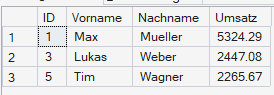 ID Vorname Nachname Umsatz
1 1 Max Mueller 5324.29
2 3 Lukas Weber 2447.08
3 5 Tim Wagner 2265.67